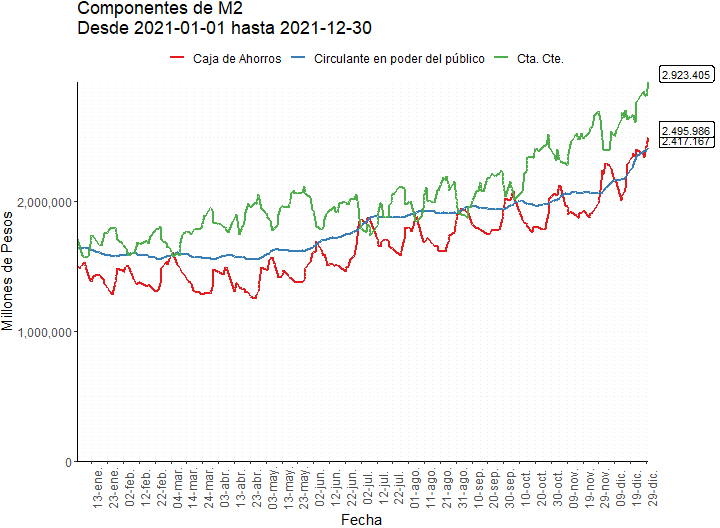 Componentes de M2
Desde 2021-01-01 hasta 2021-12-30
Caja de Ahorros Circulante en poder del público Cta. Cte.
2.923.405
2.495.986
2.417.167
2,000,000
1,000,000
0
Millones de Pesos
13-ene. 23-ene. 02-feb. 12-feb. 22-feb. 04-mar. 14-mar. 24-mar. 03-abr. 13-abr. 23-abr. 03-may. 13-may. 23-may. 02-jun. 12-jun. 22-jun. 02-jul. 12-jul. 22-jul. 01-ago. 11-ago. 21-ago. 31-ago. 10-sep. 20-sep. 30-sep. 10-oct. 20-oct. 30-oct. 09-nov. 19-nov. 29-nov. 09-dic. 19-dic. 29-dic.
Fecha